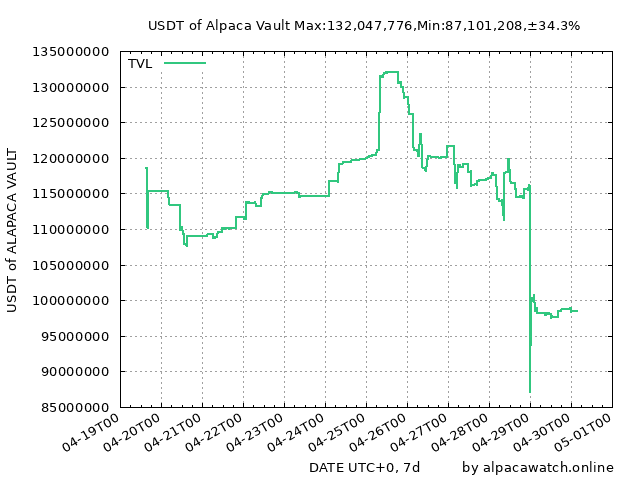 USDT of Alpaca Vault Max:132,047,776,Min:87,101,208,±34.3%
TVL
135000000
130000000
125000000
120000000
115000000
110000000
105000000
100000000
95000000
90000000
85000000
USDT of ALAPACA VAULT
04-19T00
04-20T00
04-21T00
04-22T00
04-23T00
04-24T00
04-25T00
04-26T00
04-27T00
04-28T00
04-29T00
04-30T00
05-01T00
DATE UTC+0, 7d
by alpacawatch.online